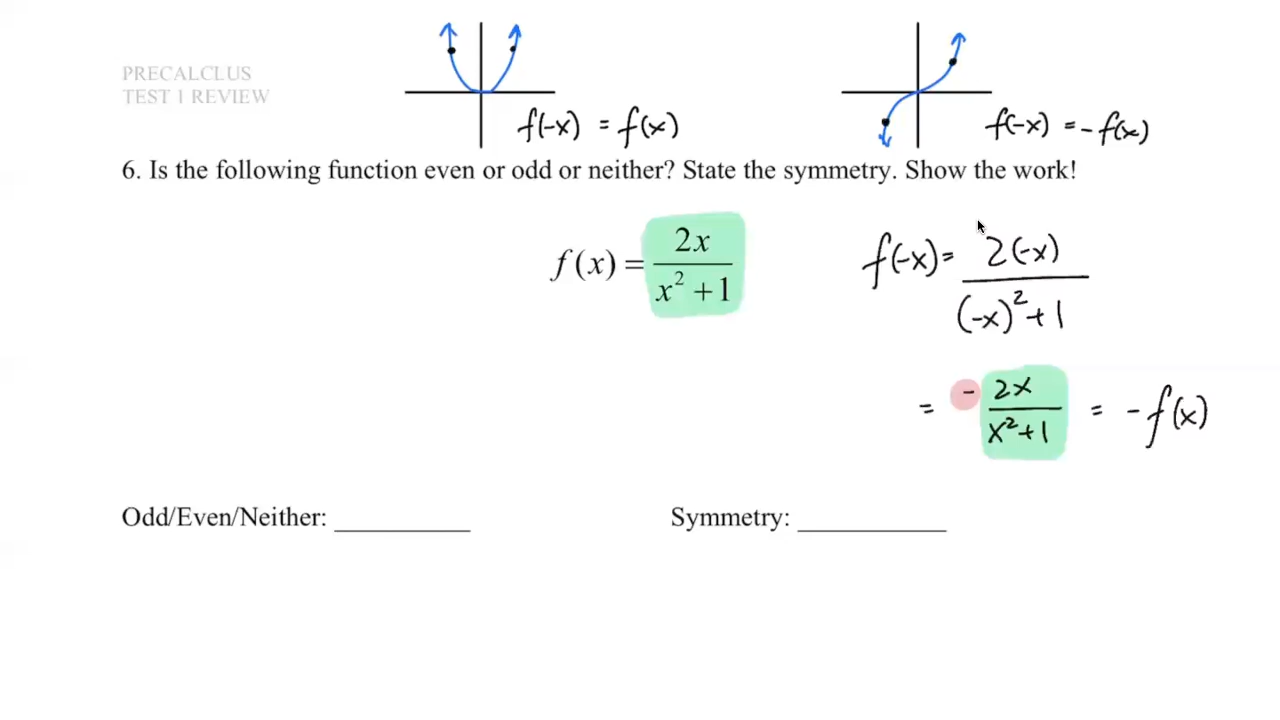 PRECALCLUS
TEST 1 REVIEW
f(-x) = f(x)
f(-x) = -f(x)
6. Is the following function even or odd or neither? State the symmetry. Show the work!
f(x) = 2x / x² + 1
f(-x) = 2(-x) / (-x)² + 1
= - 2x / x² + 1 = -f(x)
Odd/Even/Neither: __________
Symmetry: ___________